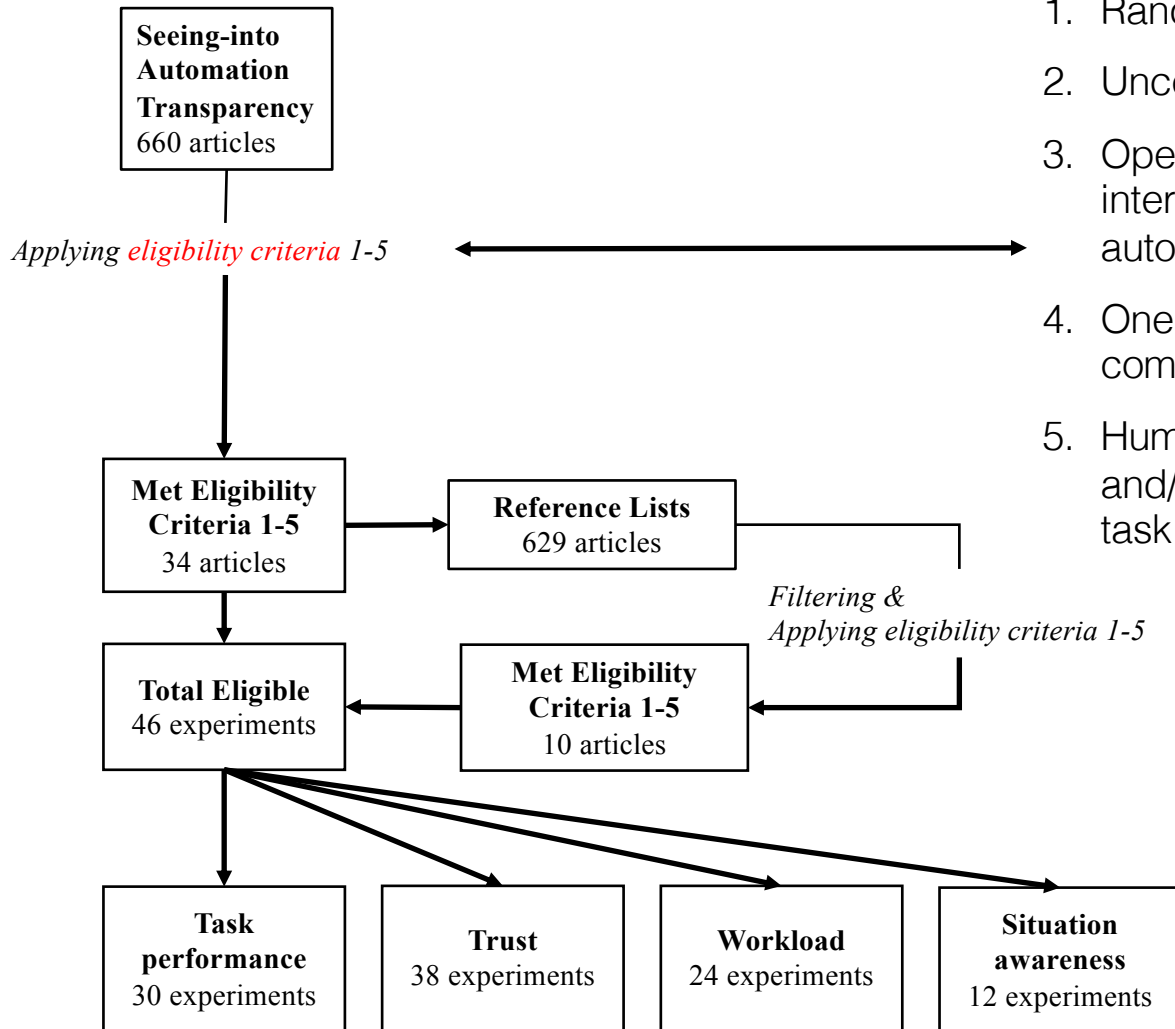 Seeing-into
Automation
Transparency
660 articles
Applying eligibility criteria 1-5
Met Eligibility
Criteria 1-5
34 articles
Reference Lists
629 articles
Filtering &
Applying eligibility criteria 1-5
Total Eligible
46 experiments
Met Eligibility
Criteria 1-5
10 articles
Task
performance
30 experiments
Trust
38 experiments
Workload
24 experiments
Situation
awareness
12 experiments
1.
2.
3.
4. One
5.
and/
task